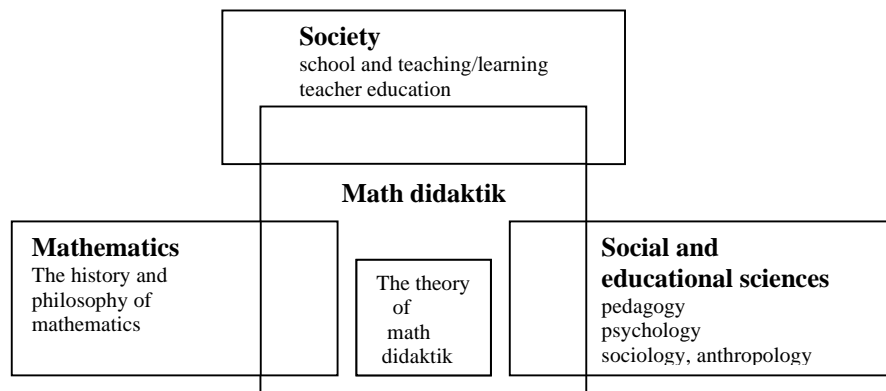 Society
school and teaching/learning
teacher education
Math didaktik
Mathematics
The history and
philosophy of
mathematics
The theory
of
math
didaktik
Social and
educational sciences
pedagogy
psychology
sociology, anthropology